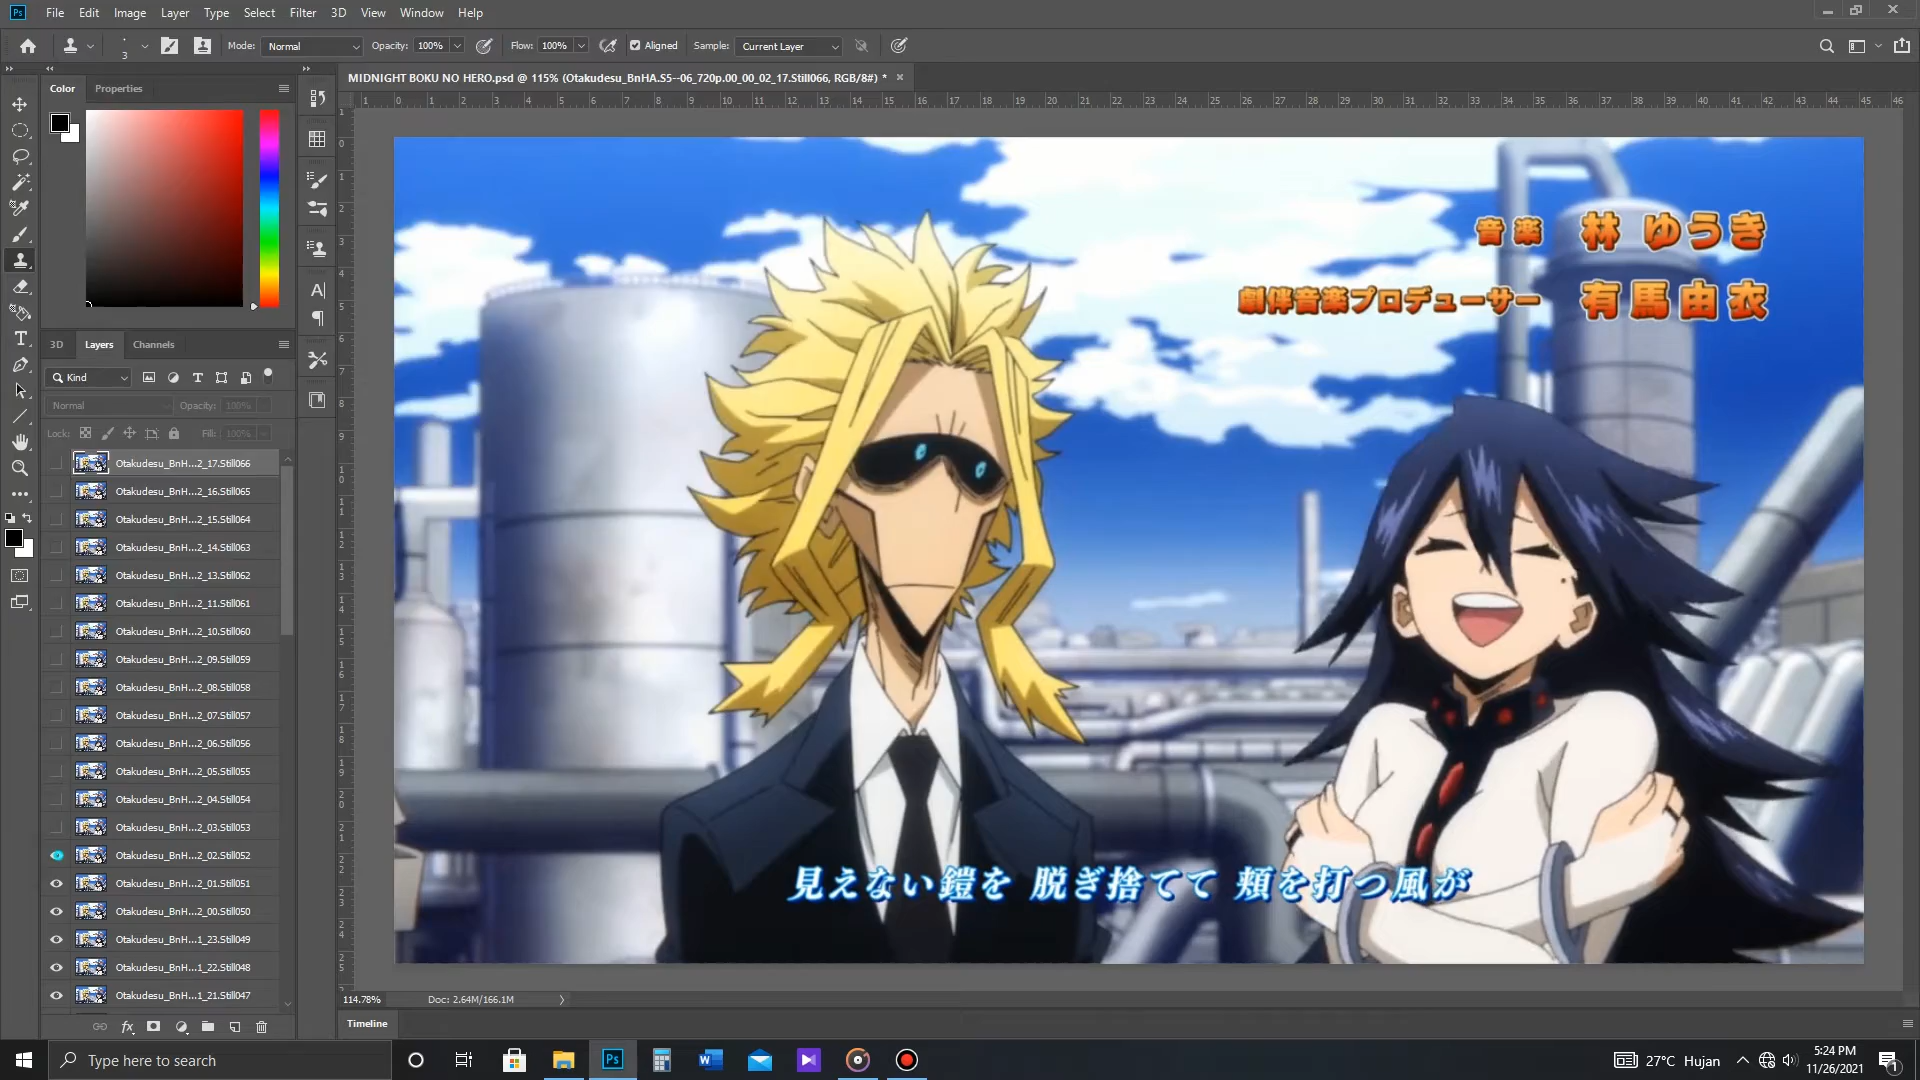 Ps File Edit Image Layer Type Select Filter 3D View Window Help
3 Mode: Normal Opacity: 100% Flow: 100% Aligned Sample: Current Layer
Color Properties
MIDNIGHT BOKU NO HERO.psd @ 115% (Otakudesu_BnHA.S5--06_720p.00_00_02_17.Still066, RGB/8#) *
音楽 林 ゆうき
劇伴音楽プロデューサー 有馬由衣
見えない鎧を 脱ぎ捨てて 頬を打つ風が
3D Layers Channels
Kind
Normal Opacity: 100%
Lock: Fill: 100%
Otakudesu_BnH...2_17.Still066
Otakudesu_BnH...2_16.Still065
Otakudesu_BnH...2_15.Still064
Otakudesu_BnH...2_14.Still063
Otakudesu_BnH...2_13.Still062
Otakudesu_BnH...2_11.Still061
Otakudesu_BnH...2_10.Still060
Otakudesu_BnH...2_09.Still059
Otakudesu_BnH...2_08.Still058
Otakudesu_BnH...2_07.Still057
Otakudesu_BnH...2_06.Still056
Otakudesu_BnH...2_05.Still055
Otakudesu_BnH...2_04.Still054
Otakudesu_BnH...2_03.Still053
Otakudesu_BnH...2_02.Still052
Otakudesu_BnH...2_01.Still051
Otakudesu_BnH...2_00.Still050
Otakudesu_BnH...1_23.Still049
Otakudesu_BnH...1_22.Still048
Otakudesu_BnH...1_21.Still047
114.78% Doc: 2.64M/166.1M
Timeline
Type here to search
27°C Hujan
5:24 PM
11/26/2021